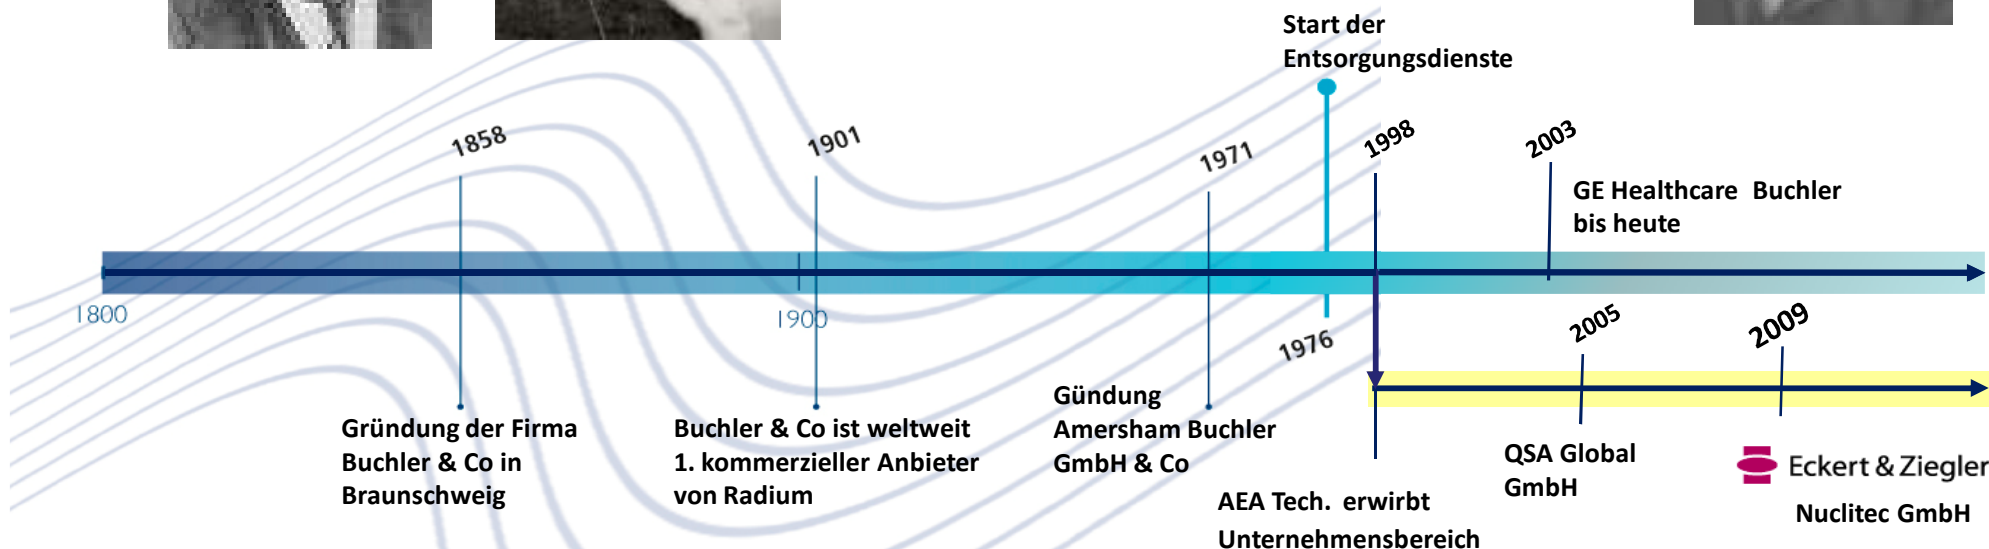 Start der
Entsorgungsdienste
1858
1901
1971
1998
2003
GE Healthcare Buchler
bis heute
1800
1900
1976
2005
2009
Gründung der Firma
Buchler & Co in
Braunschweig
Buchler & Co ist weltweit
1. kommerzieller Anbieter
von Radium
Gündung
Amersham Buchler
GmbH & Co
AEA Tech. erwirbt
Unternehmensbereich
QSA Global
GmbH
Eckert & Ziegler
Nuclitec GmbH